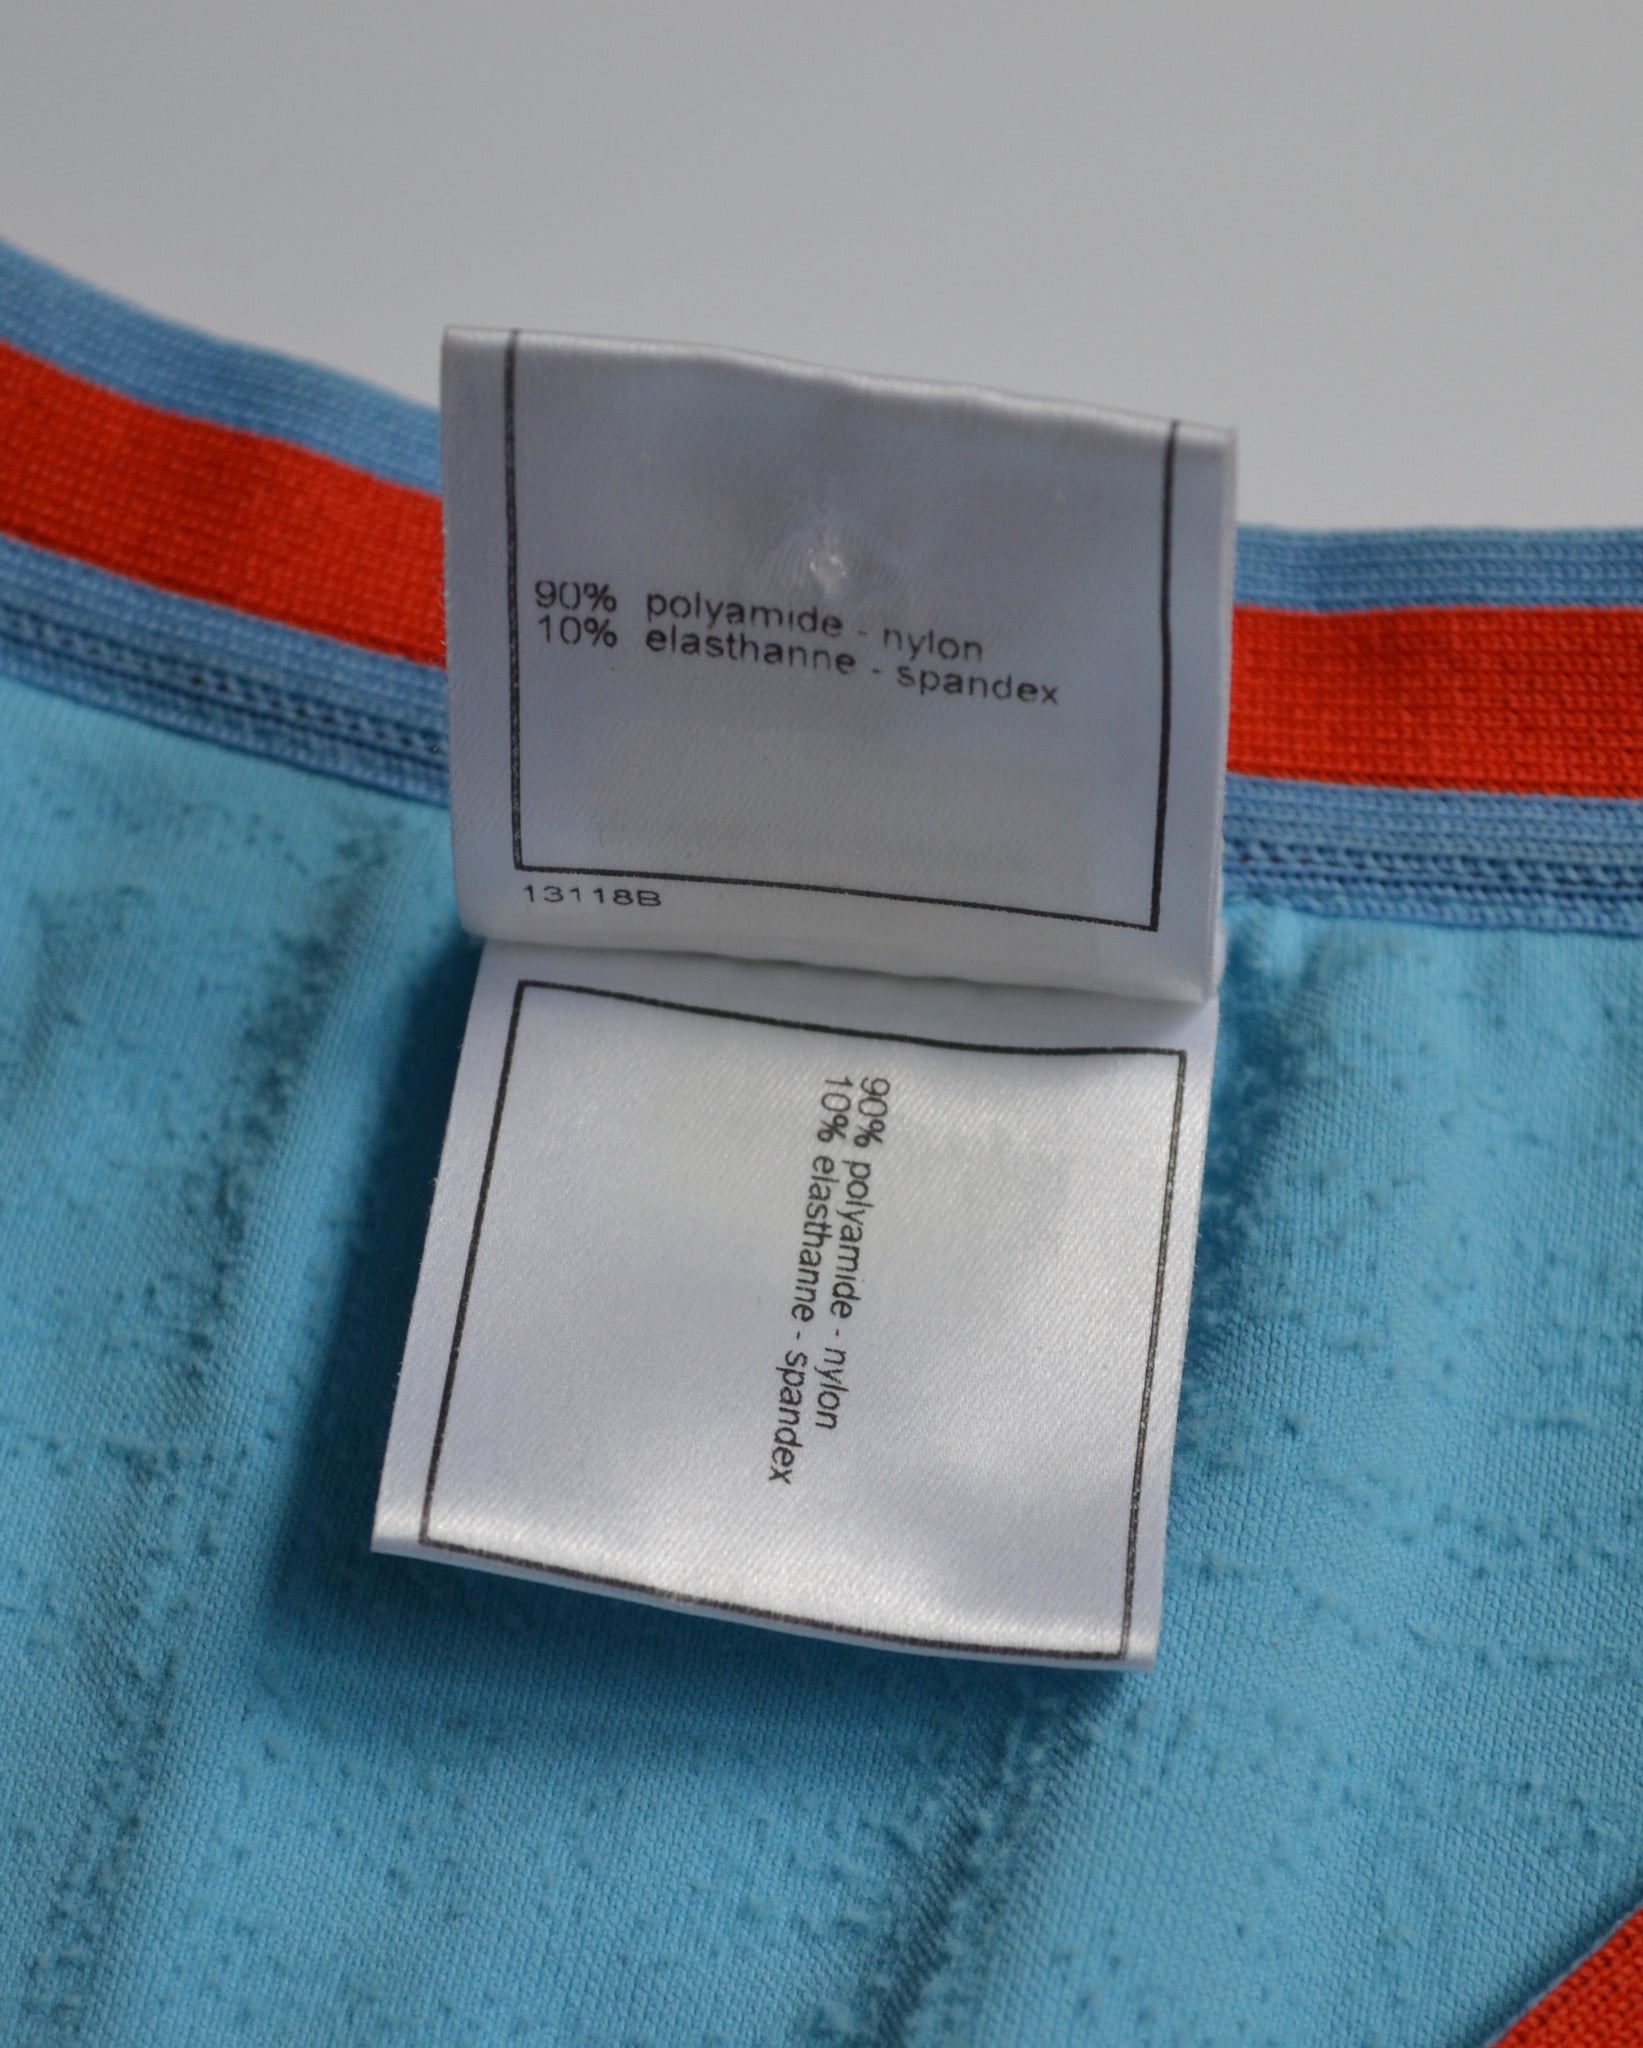 90% polyamide - nylon
10% elasthanne - spandex
13118B
90% polyamide - nylon
10% elasthanne - spandex